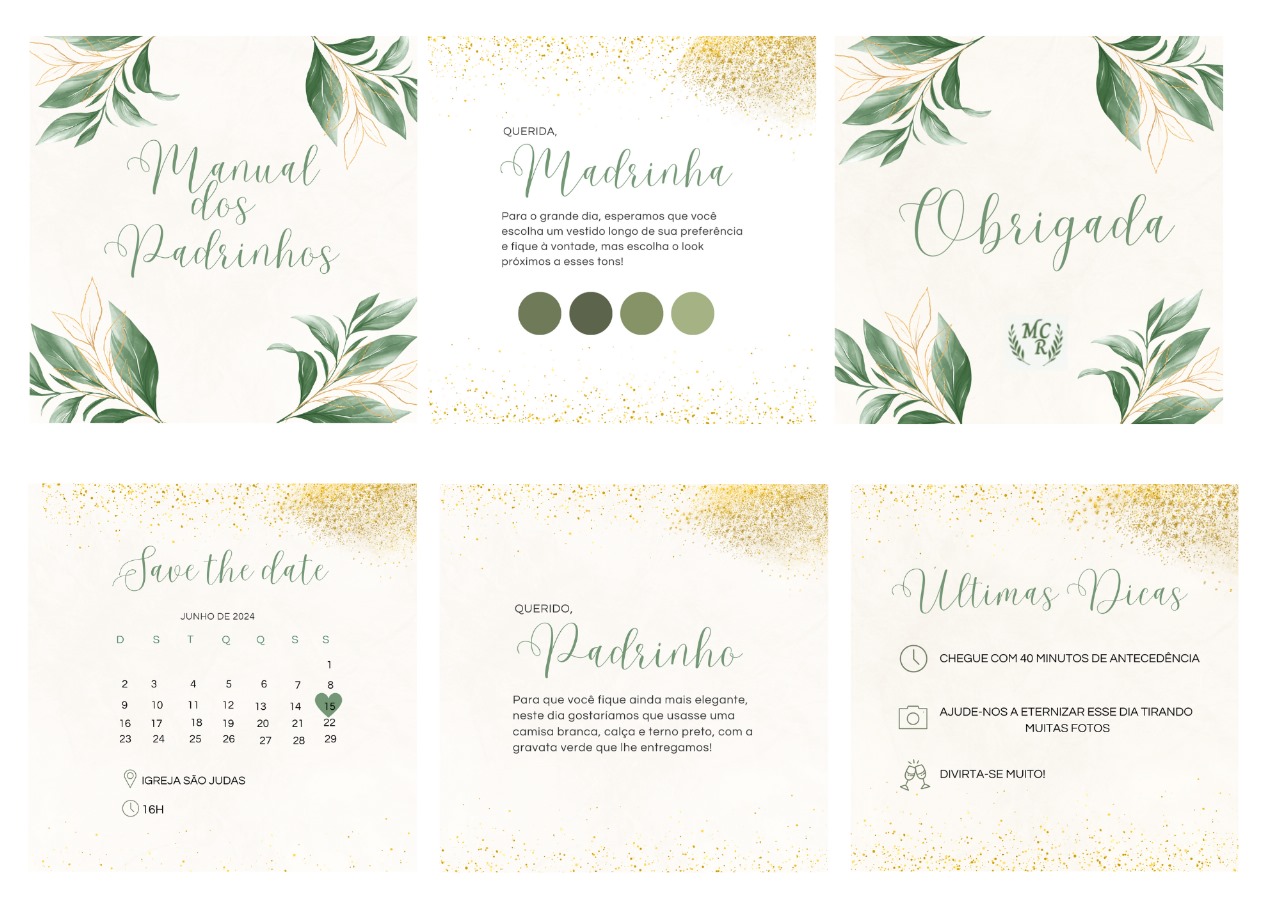 Manual
dos
Padrinhos
QUERIDA,
Madrinha
Para o grande dia, esperamos que você
escolha um vestido longo de sua preferência
e fique à vontade, mas escolha o look
próximos a esses tons!
Obrigada
MC
R
Save the date
JUNHO DE 2024
D S T Q Q S S
1
2 3 4 5 6 7 8
9 10 11 12 13 14 15
16 17 18 19 20 21 22
23 24 25 26 27 28 29
IGREJA SÃO JUDAS
16H
QUERIDO,
Padrinho
Para que você fique ainda mais elegante,
neste dia gostaríamos que usasse uma
camisa branca, calça e terno preto, com a
gravata verde que lhe entregamos!
Ultimas Dicas
CHEGUE COM 40 MINUTOS DE ANTECEDÊNCIA
AJUDE-NOS A ETERNIZAR ESSE DIA TIRANDO
MUITAS FOTOS
DIVIRTA-SE MUITO!